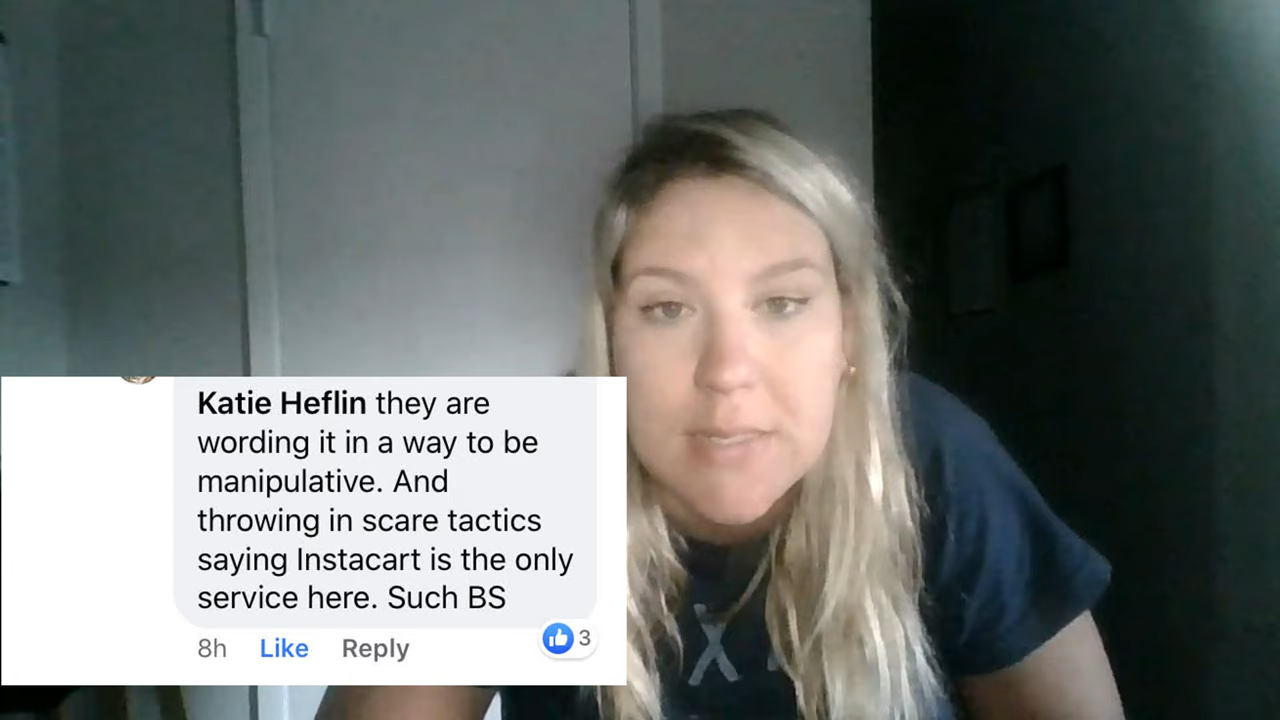 Katie Heflin they are
wording it in a way to be
manipulative. And
throwing in scare tactics
saying Instacart is the only
service here. Such BS
8h Like Reply 3